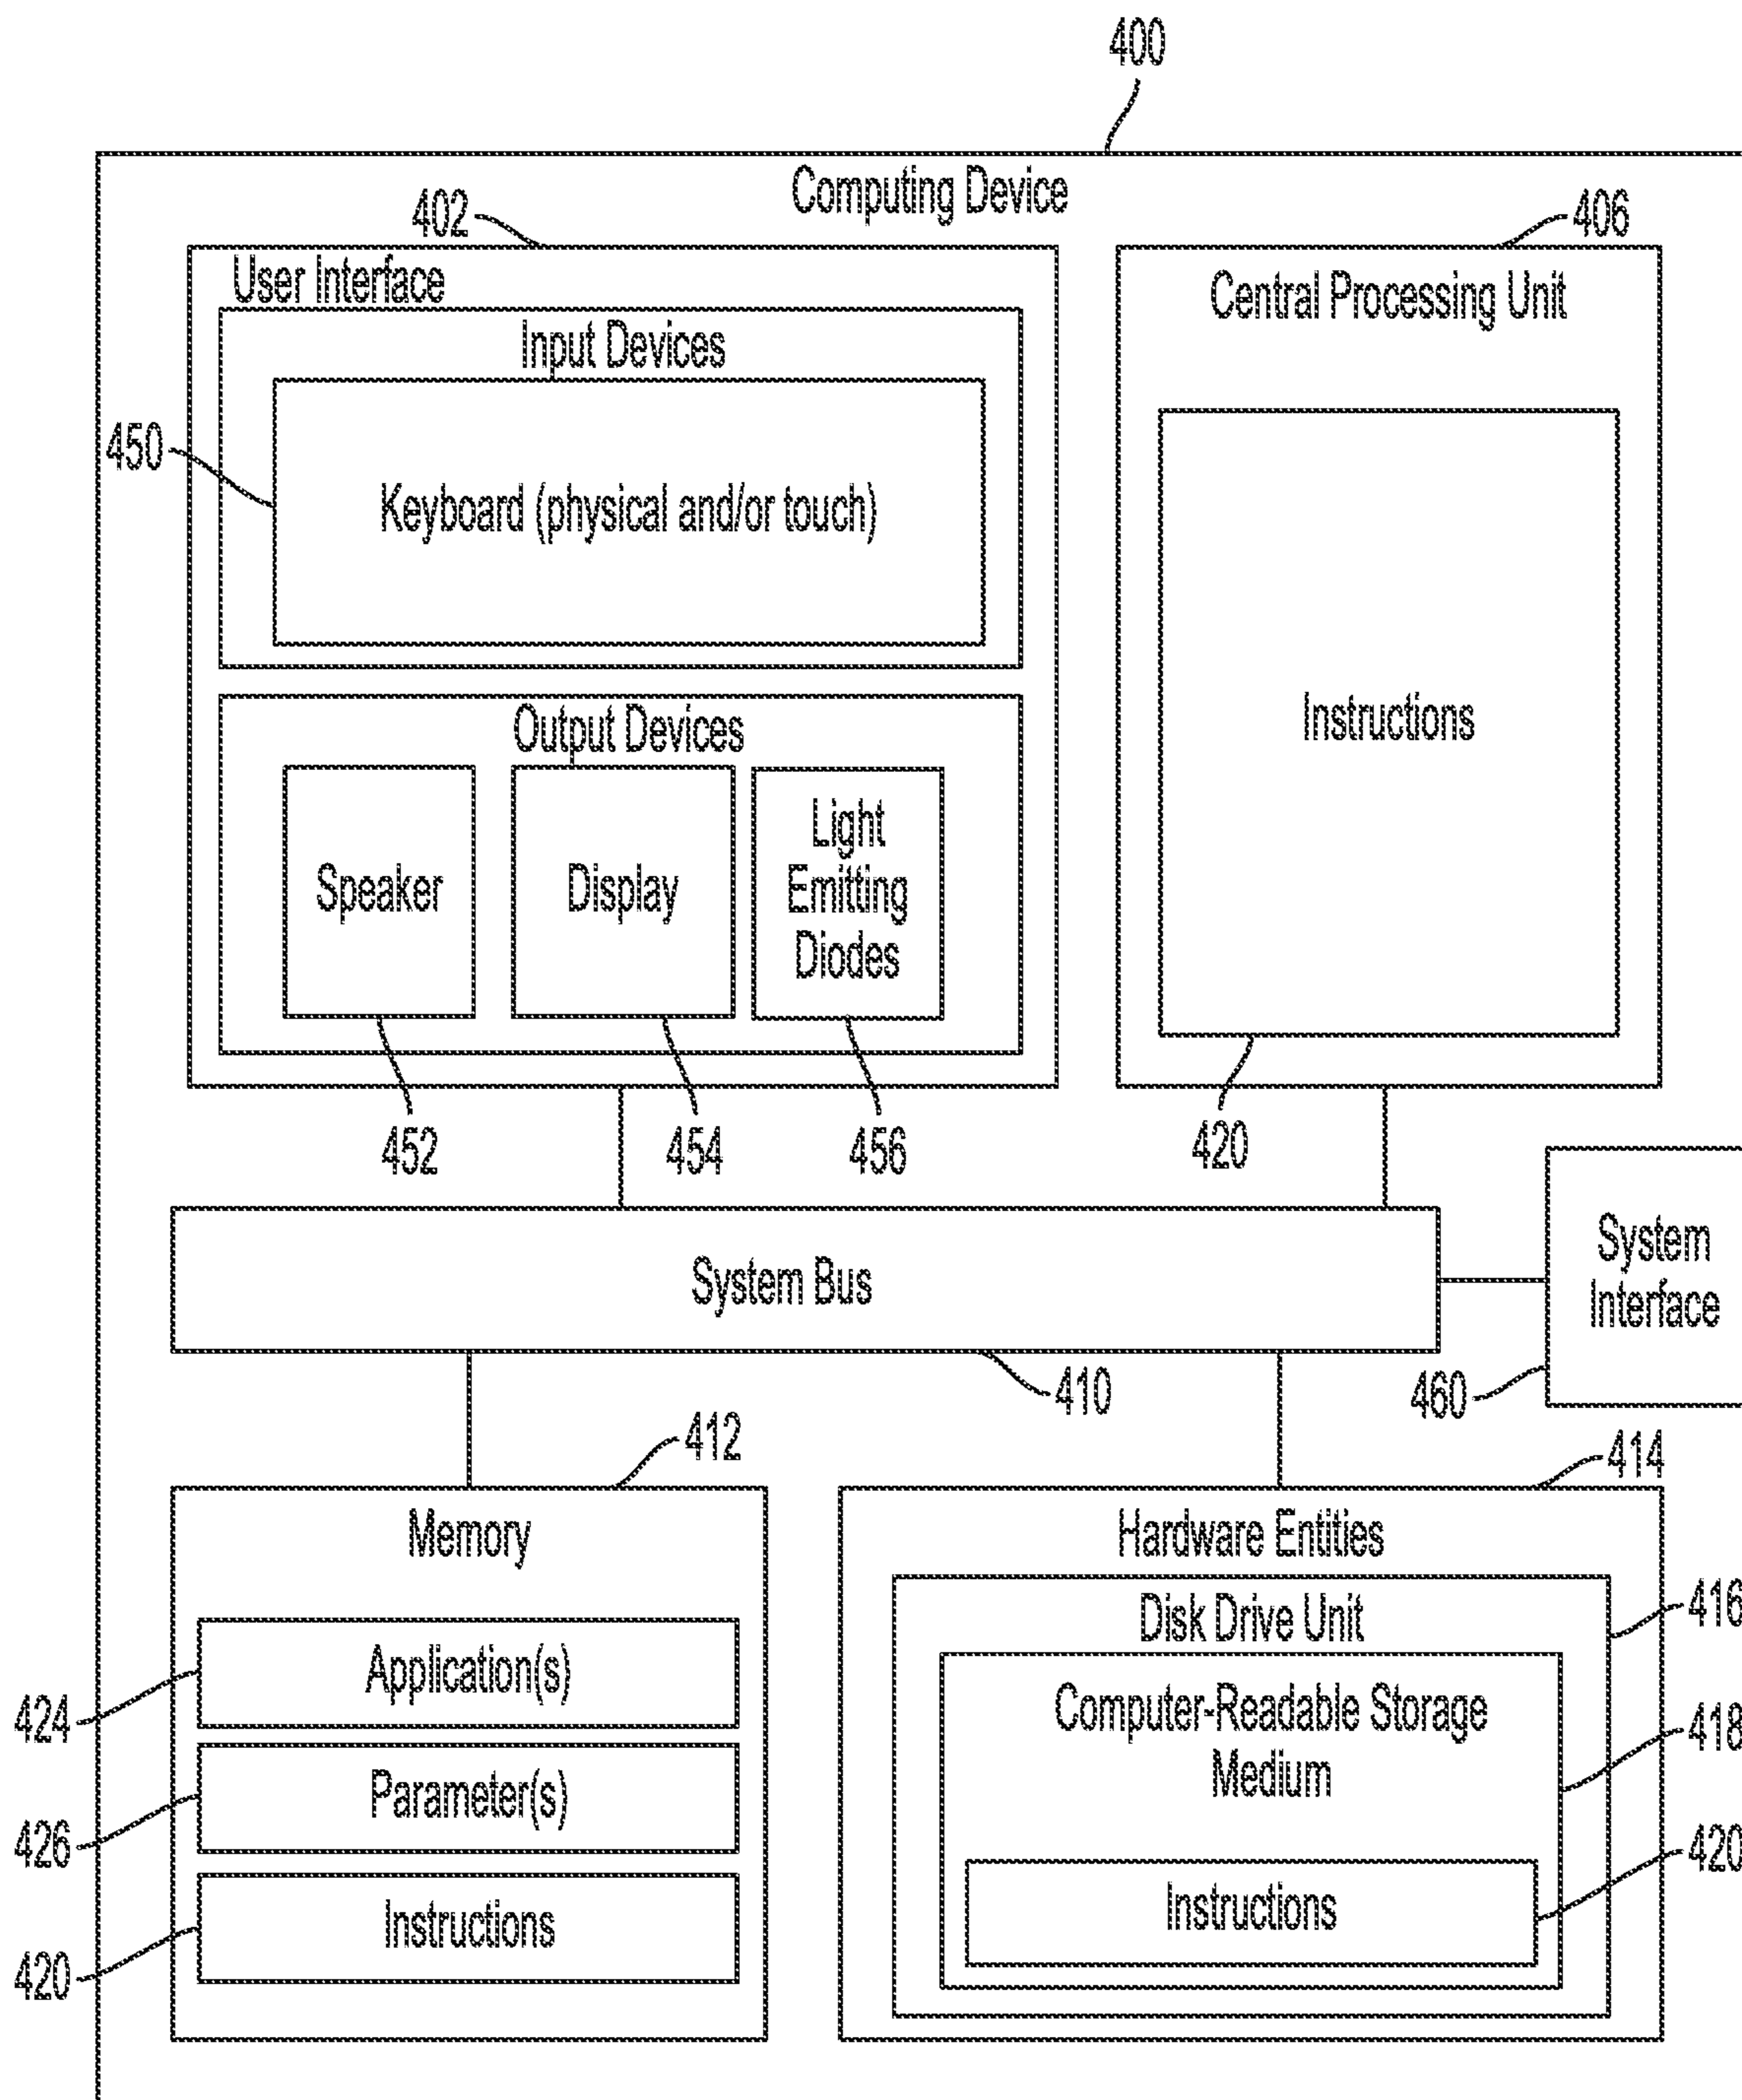 400
Computing Device
402
406
User Interface
Central Processing Unit
Input Devices
450
Keyboard (physical and/or touch)
Instructions
Output Devices
Speaker
Display
Light
Emitting
Diodes
452
454
456
420
System Bus
System
Interface
410
460
412
414
Memory
Hardware Entities
416
Disk Drive Unit
Application(s)
424
Computer-Readable Storage
Medium
418
Parameter(s)
426
420
Instructions
Instructions
420